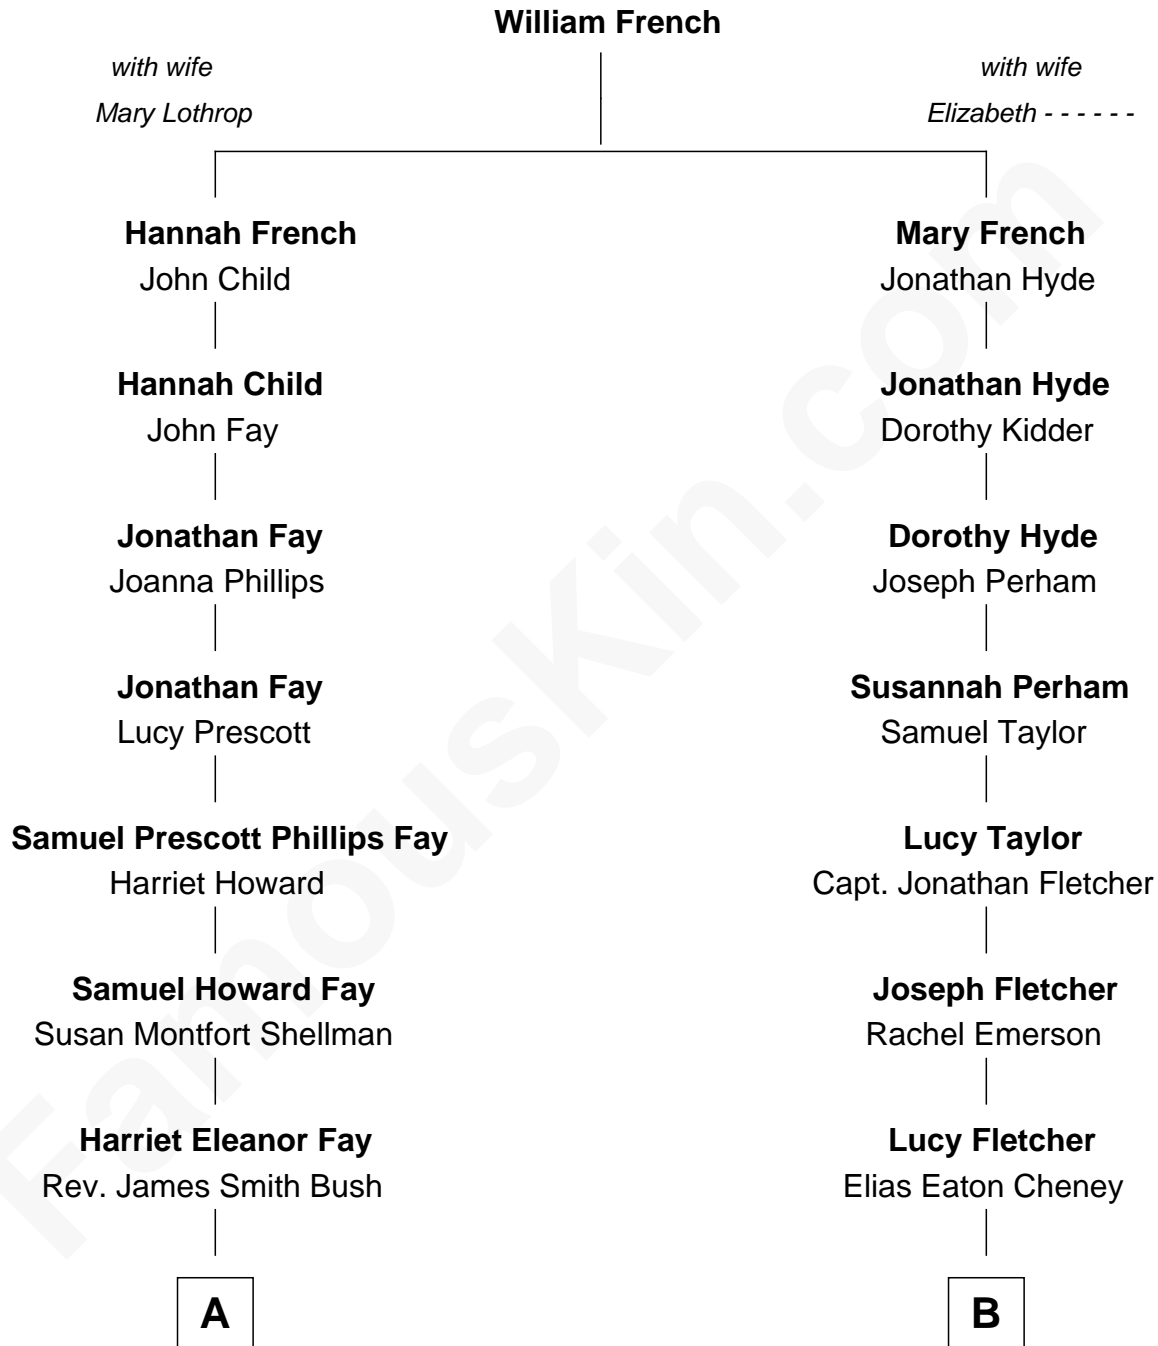 William French
with wife
Mary Lothrop
with wife
Elizabeth - - - - - -
Hannah French
John Child
Mary French
Jonathan Hyde
Hannah Child
John Fay
Jonathan Hyde
Dorothy Kidder
Jonathan Fay
Joanna Phillips
Dorothy Hyde
Joseph Perham
Jonathan Fay
Lucy Prescott
Susannah Perham
Samuel Taylor
Samuel Prescott Phillips Fay
Harriet Howard
Lucy Taylor
Capt. Jonathan Fletcher
Samuel Howard Fay
Susan Montfort Shellman
Joseph Fletcher
Rachel Emerson
Harriet Eleanor Fay
Rev. James Smith Bush
Lucy Fletcher
Elias Eaton Cheney
A
B
FamousKin.com